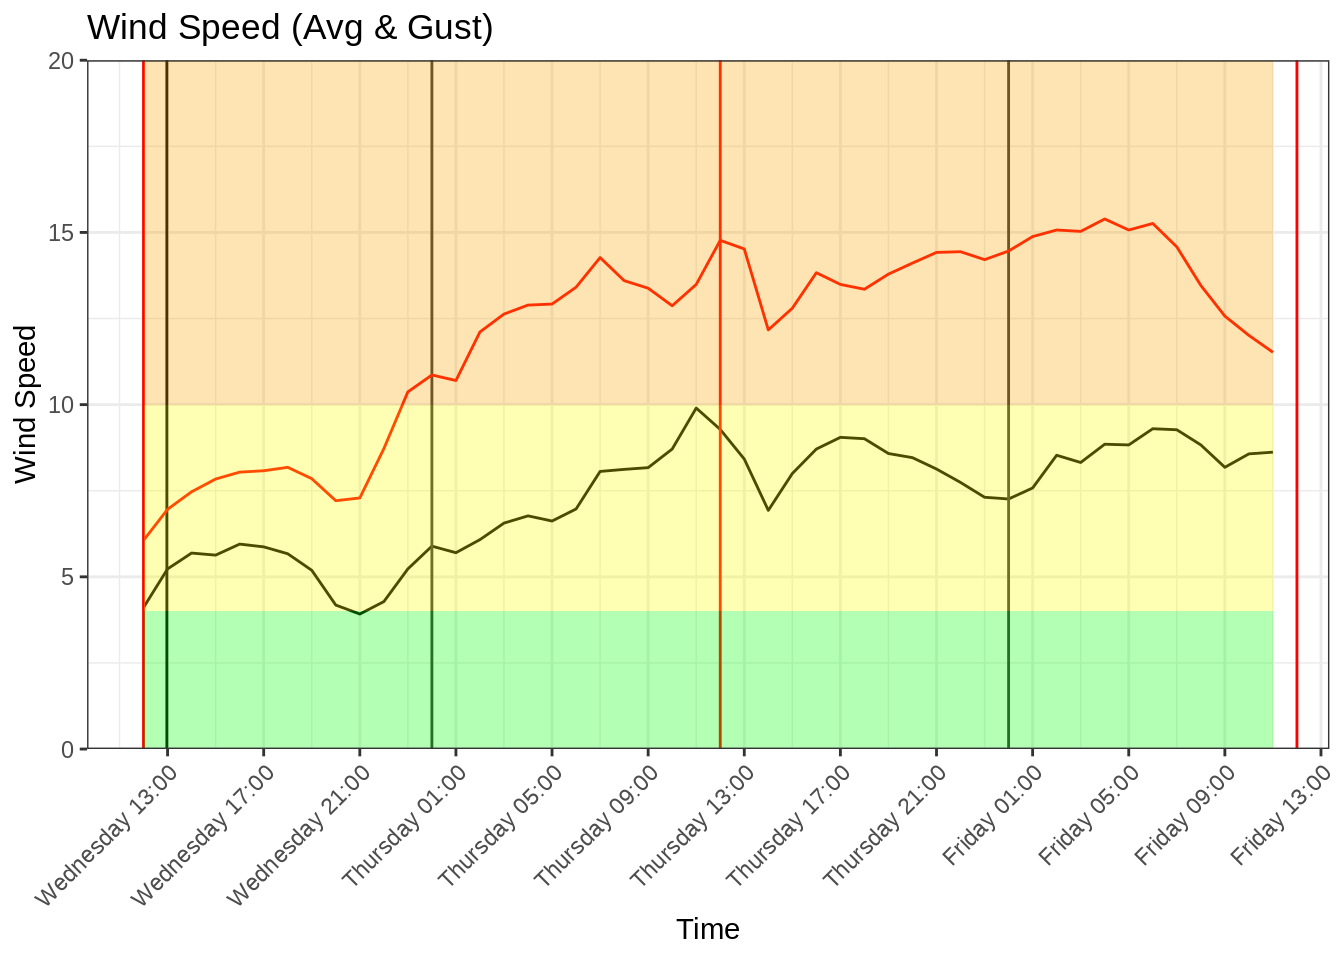 Wind Speed (Avg & Gust)
20
15
10
5
0
Wind Speed
Wednesday 13:00
Wednesday 17:00
Wednesday 21:00
Thursday 01:00
Thursday 05:00
Thursday 09:00
Thursday 13:00
Thursday 17:00
Thursday 21:00
Friday 01:00
Friday 05:00
Friday 09:00
Friday 13:00
Time